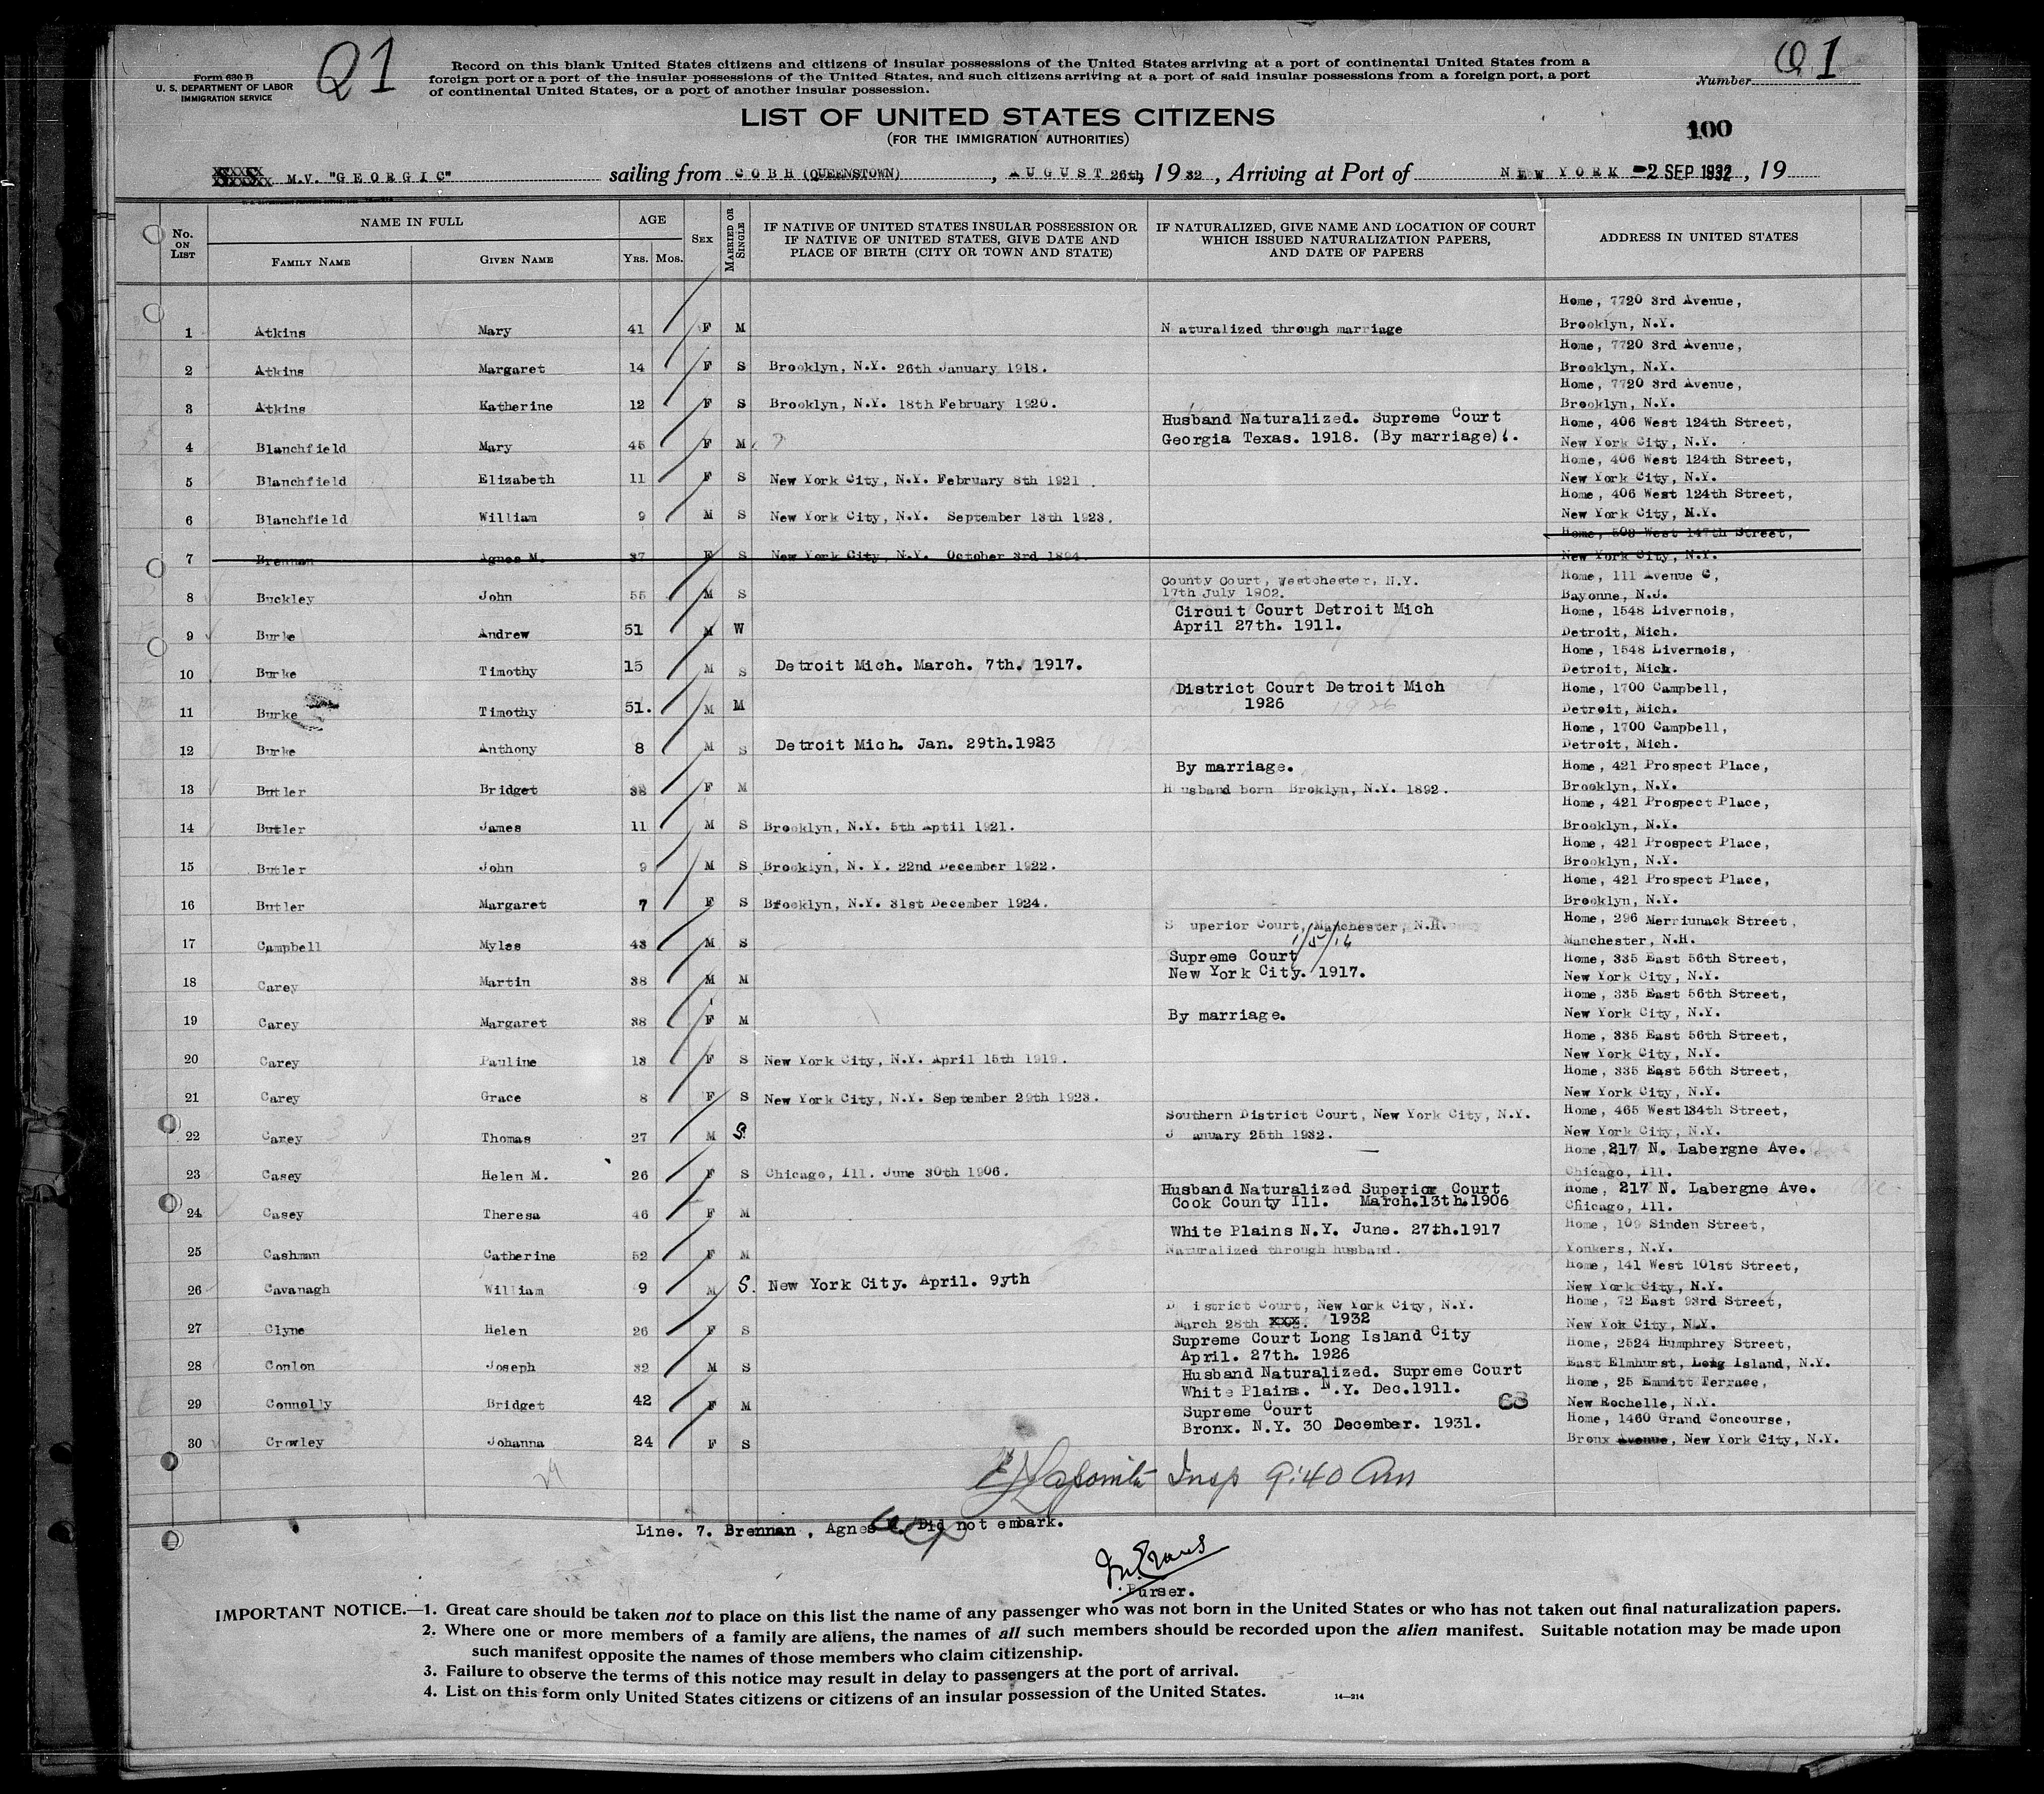 Q1
Form 630 B
U. S. DEPARTMENT OF LABOR
IMMIGRATION SERVICE
Record on this blank United States citizens and citizens of insular possessions of the United States arriving at a port of continental United States from a
foreign port or a port of the insular possessions of the United States, and such citizens arriving at a port of said insular possessions from a foreign port, a port
of continental United States, or a port of another insular possession.
Number Q1
LIST OF UNITED STATES CITIZENS
(FOR THE IMMIGRATION AUTHORITIES)
100
M.V. "GEORGIC" sailing from COBH (QUEENSTOWN), AUGUST 26th, 1932, Arriving at Port of NEW YORK -2 SEP 1932, 19
No. ON LIST NAME IN FULL AGE SEX MARRIED OR SINGLE IF NATIVE OF UNITED STATES INSULAR POSSESSION OR IF NATIVE OF UNITED STATES, GIVE DATE AND PLACE OF BIRTH (CITY OR TOWN AND STATE) IF NATURALIZED, GIVE NAME AND LOCATION OF COURT WHICH ISSUED NATURALIZATION PAPERS, AND DATE OF PAPERS ADDRESS IN UNITED STATES
FAMILY NAME GIVEN NAME YRS. MOS.
1 Atkins Mary 41 F M N aturalized through marriage Home, 7720 3rd Avenue, Brooklyn, N.Y.
2 Atkins Margaret 14 F S Brooklyn, N.Y. 26th January 1918. Home, 7720 3rd Avenue, Brooklyn, N.Y.
3 Atkins Katherine 12 F S Brooklyn, N.Y. 18th February 1920. Home, 7720 3rd Avenue, Brooklyn, N.Y.
4 Blanchfield Mary 45 F M ? Husband Naturalized. Supreme Court Georgia Texas. 1918. (By marriage). Home, 406 West 124th Street, New York City, N.Y.
5 Blanchfield Elizabeth 11 F S New York City, N.Y. February 8th 1921. Home, 406 West 124th Street, New York City, N.Y.
6 Blanchfield William 9 M S New York City, N.Y. September 13th 1923. Home, 406 West 124th Street, New York City, N.Y.
7 Brennan Agnes M. 37 F S New York City, N.Y. October 3rd 1894. Home, 508 West 147th Street, New York City, N.Y.
8 Buckley John 55 M S County Court, Westchester, N.Y. 17th July 1902. Home, 111 Avenue C, Bayonne, N.J.
9 Burke Andrew 51 M W Circuit Court Detroit Mich April 27th. 1911. Home, 1548 Livernois, Detroit, Mich.
10 Burke Timothy 15 M S Detroit Mich. March. 7th. 1917. Home, 1548 Livernois, Detroit, Mich.
11 Burke Timothy 51. M M District Court Detroit Mich 1926 Home, 1700 Campbell, Detroit, Mich.
12 Burke Anthony 8 M S Detroit Mich. Jan. 29th.1923 Home, 1700 Campbell, Detroit, Mich.
13 Butler Bridget 38 F M By marriage. H usband born Broklyn, N.Y. 1892. Home, 421 Prospect Place, Brooklyn, N.Y.
14 Butler James 11 M S Brooklyn, N.Y. 5th April 1921. Home, 421 Prospect Place, Brooklyn, N.Y.
15 Butler John 9 M S Brooklyn, N. Y. 22nd December 1922. Home, 421 Prospect Place, Brooklyn, N.Y.
16 Butler Margaret 7 F S Brooklyn, N.Y. 31st December 1924. Home, 421 Prospect Place, Brooklyn, N.Y.
17 Campbell Myles 43 M S S uperior Court, Manchester, N.H. 1/5/16 Home, 296 Merriunack Street, Manchester, N.H.
18 Carey Martin 38 M M Supreme Court New York City. 1917. Home, 335 East 56th Street, New York City, N.Y.
19 Carey Margaret 38 F M By marriage. Home, 335 East 56th Street, New York City, N.Y.
20 Carey Pauline 13 F S New York City, N.Y. April 15th 1919. Home, 335 East 56th Street, New York City, N.Y.
21 Carey Grace 8 F S New York City, N.Y. September 29th 1923. Home, 335 East 56th Street, New York City, N.Y.
22 Carey Thomas 27 M S. Southern District Court, New York City, N.Y. J anuary 25th 1932. Home, 465 West 134th Street, New York City, N.Y.
23 Casey Helen M. 26 F S Chicago, Ill. June 30th 1906. Home, 217 N. Labergne Ave. Chicago, Ill.
24 Casey Theresa 46 F M Husband Naturalized Superior Court Cook County Ill. March.13th.1906 Home, 217 N. Labergne Ave. Chicago, Ill.
25 Cashman Catherine 52 F M White Plains N.Y. June. 27th.1917 Naturalized through husband. Home, 109 Sinden Street, Yonkers, N.Y.
26 Cavanagh William 9 M S. New York City. April. 9yth Home, 141 West 101st Street, New York City, N.Y.
27 Clyne Helen 26 F S D istrict Court, New York City, N.Y. March 28th xxx. 1932 Home, 72 East 93rd Street, New Yok City, N.Y.
28 Conlon Joseph 32 M S Supreme Court Long Island City April. 27th. 1926 Home, 2524 Humphrey Street, East Elmhurst, Long Island, N.Y.
29 Connolly Bridget 42 F M Husband Naturalized. Supreme Court White Plains. N.Y. Dec.1911. Home, 25 Emmitt Terrace, New Rochelle, N.Y.
30 Crowley Johanna 24 F S Supreme Court Bronx. N.Y. 30 December. 1931. Home, 1460 Grand Concourse, Bronx Avenue, New York City, N.Y.
29
Insp 9:40 Am
Line. 7. Brennan, Agnes M. Did not embark.
Evans
Purser.
IMPORTANT NOTICE.—1. Great care should be taken not to place on this list the name of any passenger who was not born in the United States or who has not taken out final naturalization papers.
2. Where one or more members of a family are aliens, the names of all such members should be recorded upon the alien manifest. Suitable notation may be made upon
such manifest opposite the names of those members who claim citizenship.
3. Failure to observe the terms of this notice may result in delay to passengers at the port of arrival.
4. List on this form only United States citizens or citizens of an insular possession of the United States.
14—214